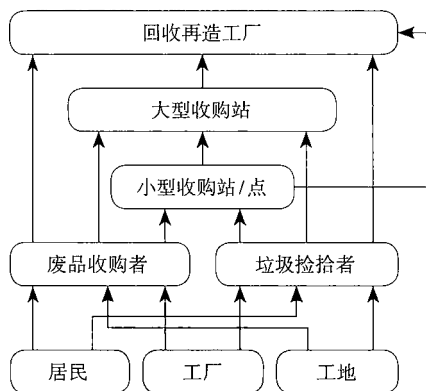 回收再造工厂
大型收购站
小型收购站/点
废品收购者
垃圾捡拾者
居民
工厂
工地